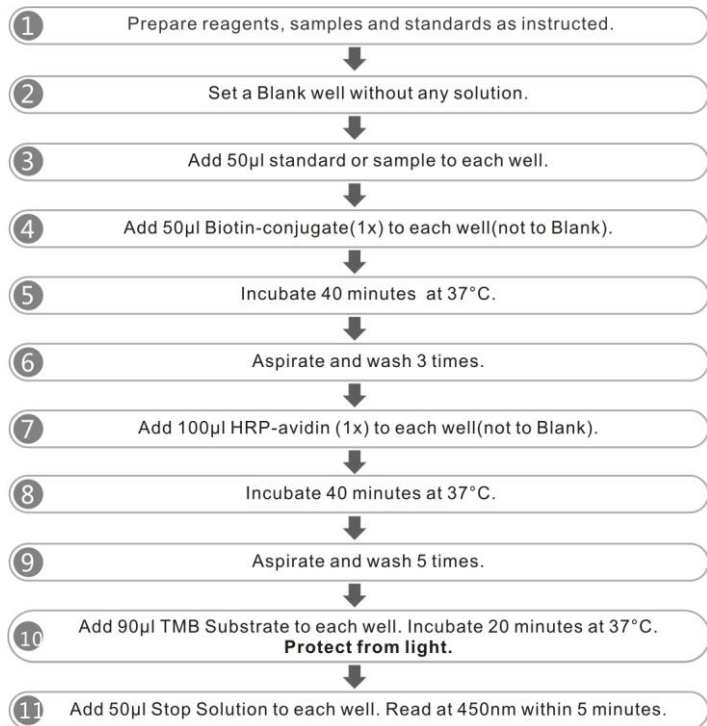 1 Prepare reagents, samples and standards as instructed.
2 Set a Blank well without any solution.
3 Add 50µl standard or sample to each well.
4 Add 50µl Biotin-conjugate(1x) to each well(not to Blank).
5 Incubate 40 minutes at 37°C.
6 Aspirate and wash 3 times.
7 Add 100µl HRP-avidin (1x) to each well(not to Blank).
8 Incubate 40 minutes at 37°C.
9 Aspirate and wash 5 times.
10 Add 90µl TMB Substrate to each well. Incubate 20 minutes at 37°C.
Protect from light.
11 Add 50µl Stop Solution to each well. Read at 450nm within 5 minutes.